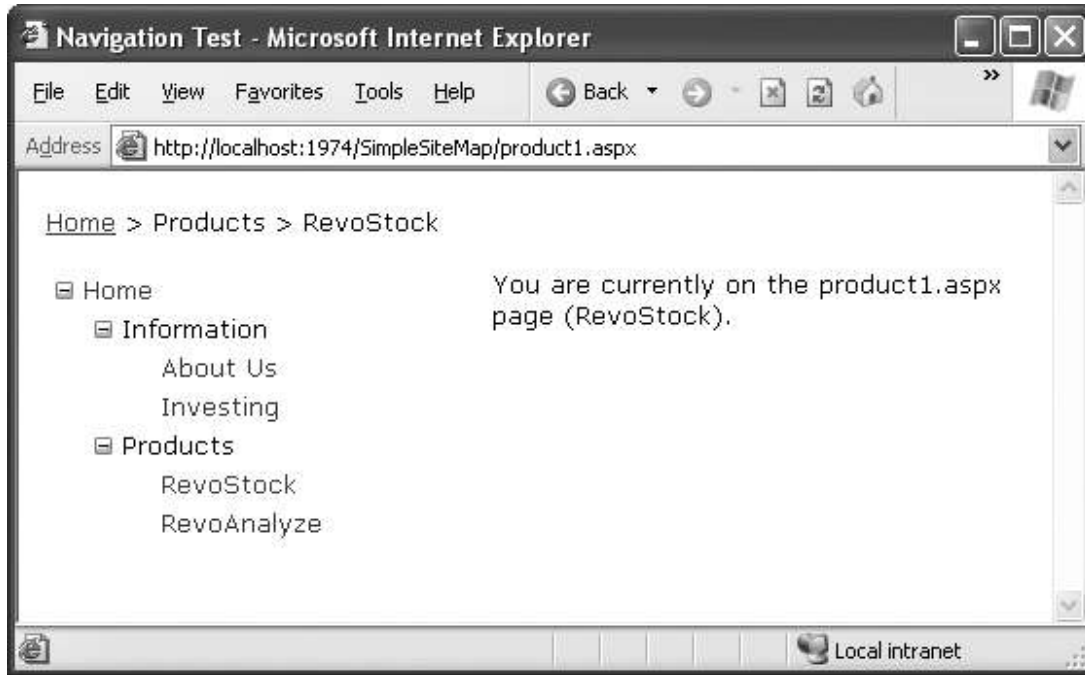 Navigation Test - Microsoft Internet Explorer
File Edit View Favorites Tools Help Back »
Address http://localhost:1974/SimpleSiteMap/product1.aspx
Home > Products > RevoStock
Home
Information
About Us
Investing
Products
RevoStock
RevoAnalyze
You are currently on the product1.aspx
page (RevoStock).
Local intranet